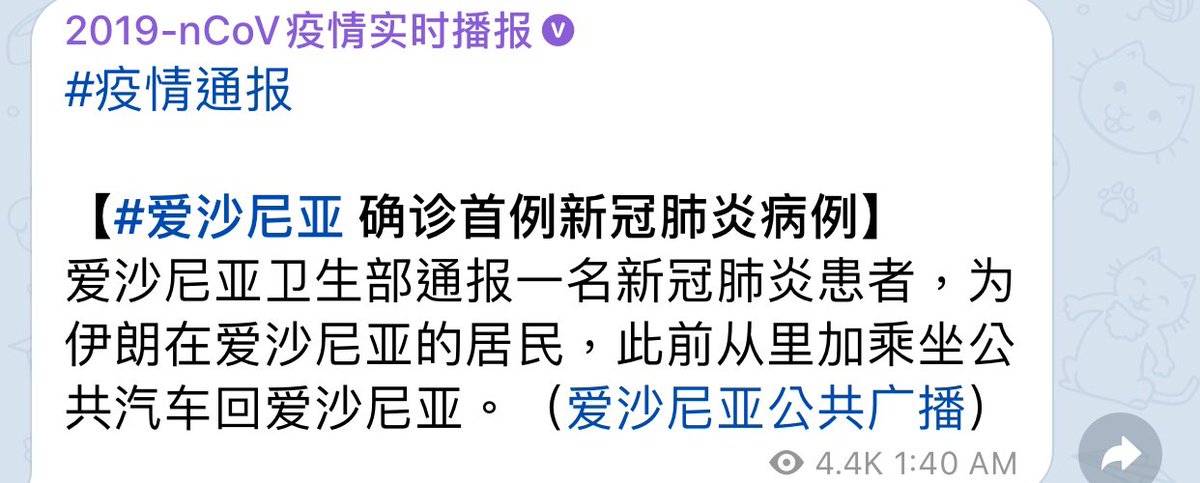 2019-nCoV疫情实时播报 V
#疫情通报
【#爱沙尼亚 确诊首例新冠肺炎病例】
爱沙尼亚卫生部通报一名新冠肺炎患者，为
伊朗在爱沙尼亚的居民，此前从里加乘坐公
共汽车回爱沙尼亚。（爱沙尼亚公共广播）
4.4K 1:40 AM